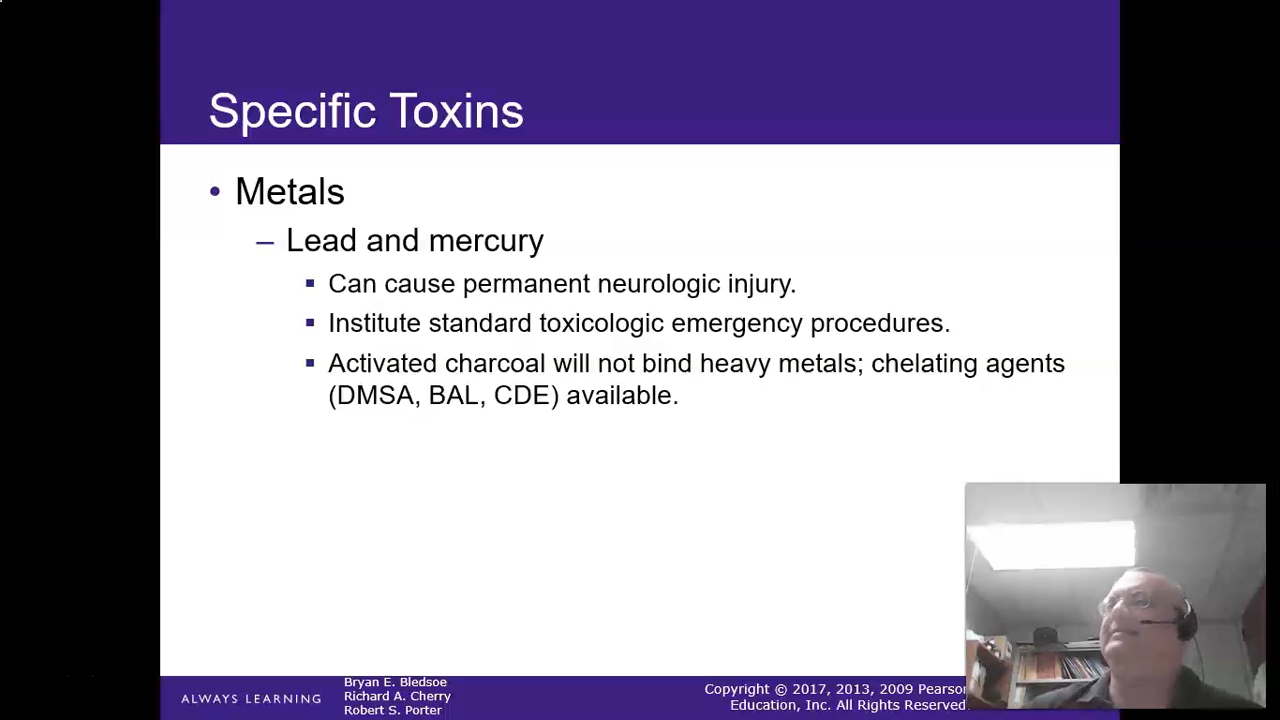 Specific Toxins
• Metals
– Lead and mercury
▪ Can cause permanent neurologic injury.
▪ Institute standard toxicologic emergency procedures.
▪ Activated charcoal will not bind heavy metals; chelating agents
(DMSA, BAL, CDE) available.
ALWAYS LEARNING
Bryan E. Bledsoe
Richard A. Cherry
Robert S. Porter
Copyright © 2017, 2013, 2009 Pearson
Education, Inc. All Rights Reserved